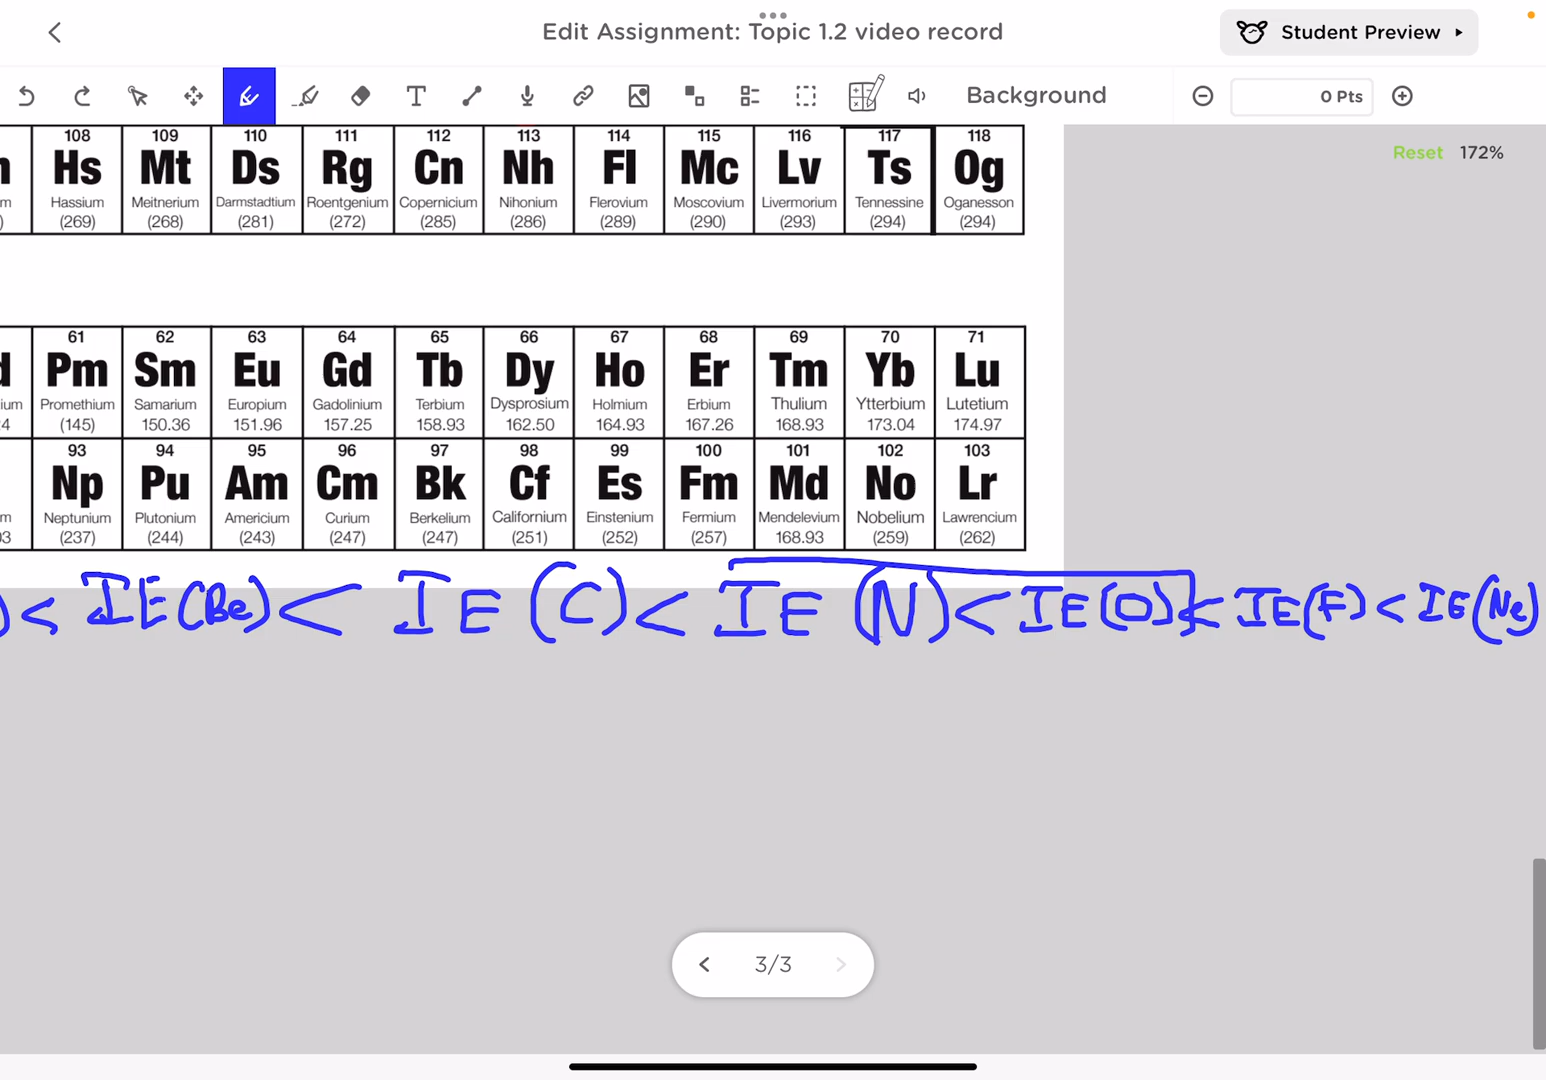 Edit Assignment: Topic 1.2 video record
Student Preview
T
Background
0 Pts
Reset 172%
108 109 110 111 112 113 114 115 116 117 118
Hs Mt Ds Rg Cn Nh Fl Mc Lv Ts Og
Hassium Meitnerium Darmstadtium Roentgenium Copernicium Nihonium Flerovium Moscovium Livermorium Tennessine Oganesson
(269) (268) (281) (272) (285) (286) (289) (290) (293) (294) (294)
61 62 63 64 65 66 67 68 69 70 71
Pm Sm Eu Gd Tb Dy Ho Er Tm Yb Lu
ium Promethium Samarium Europium Gadolinium Terbium Dysprosium Holmium Erbium Thulium Ytterbium Lutetium
4 (145) 150.36 151.96 157.25 158.93 162.50 164.93 167.26 168.93 173.04 174.97
93 94 95 96 97 98 99 100 101 102 103
Np Pu Am Cm Bk Cf Es Fm Md No Lr
m Neptunium Plutonium Americium Curium Berkelium Californium Einstenium Fermium Mendelevium Nobelium Lawrencium
03 (237) (244) (243) (247) (247) (251) (252) (257) 168.93 (259) (262)
) < IE(Be) < IE(C) < IE(N) < IE(O) < IE(F) < IE(Ne)
3/3